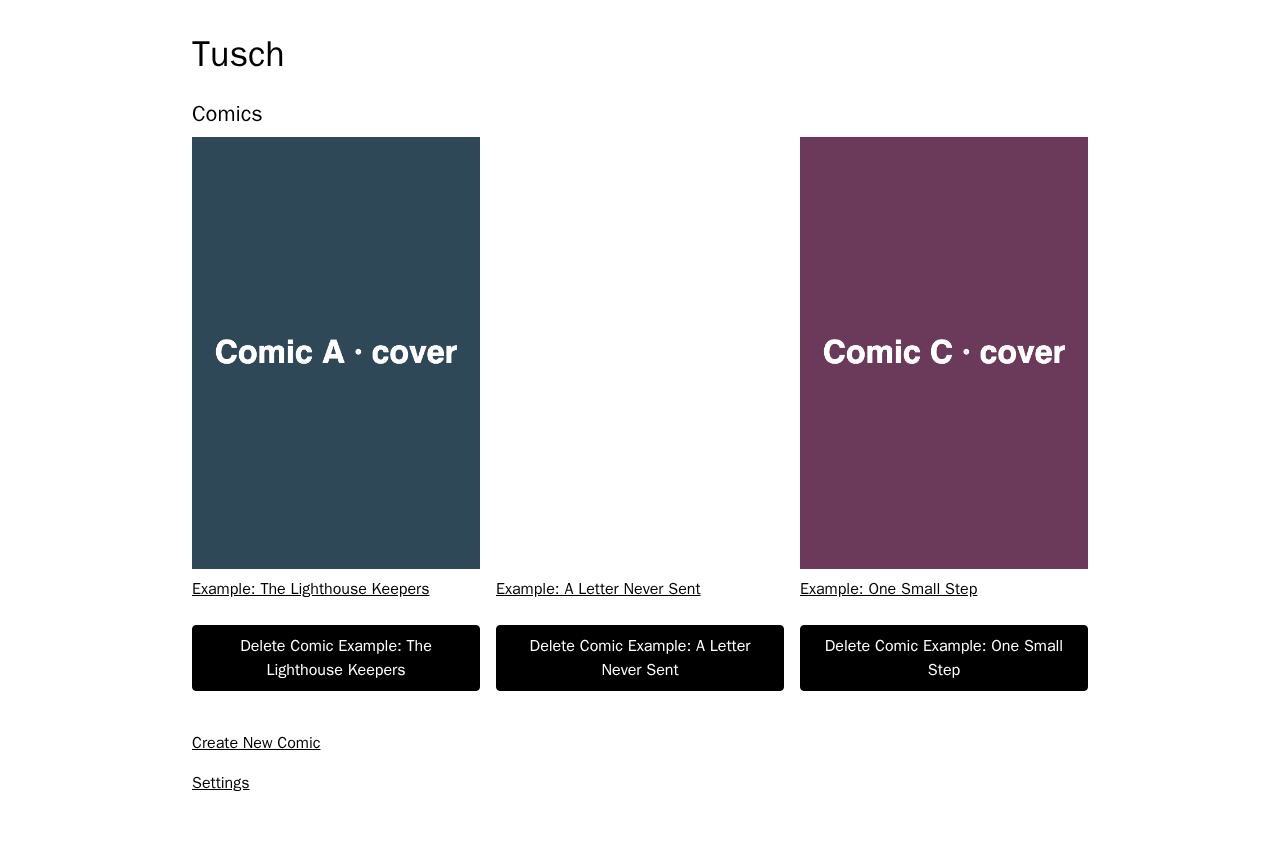 Tusch
Comics
Comic A · cover
Comic C · cover
Example: The Lighthouse Keepers
Example: A Letter Never Sent
Example: One Small Step
Delete Comic Example: The
Lighthouse Keepers
Delete Comic Example: A Letter
Never Sent
Delete Comic Example: One Small
Step
Create New Comic
Settings